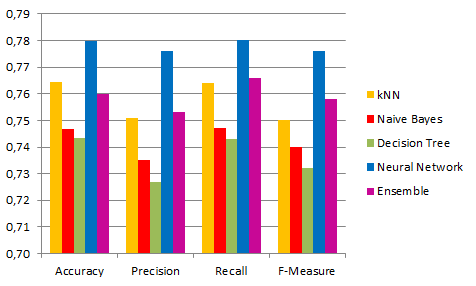 0,79
0,78
0,77
0,76
0,75
0,74
0,73
0,72
0,71
0,70
Accuracy Precision Recall F-Measure
kNN
Naive Bayes
Decision Tree
Neural Network
Ensemble